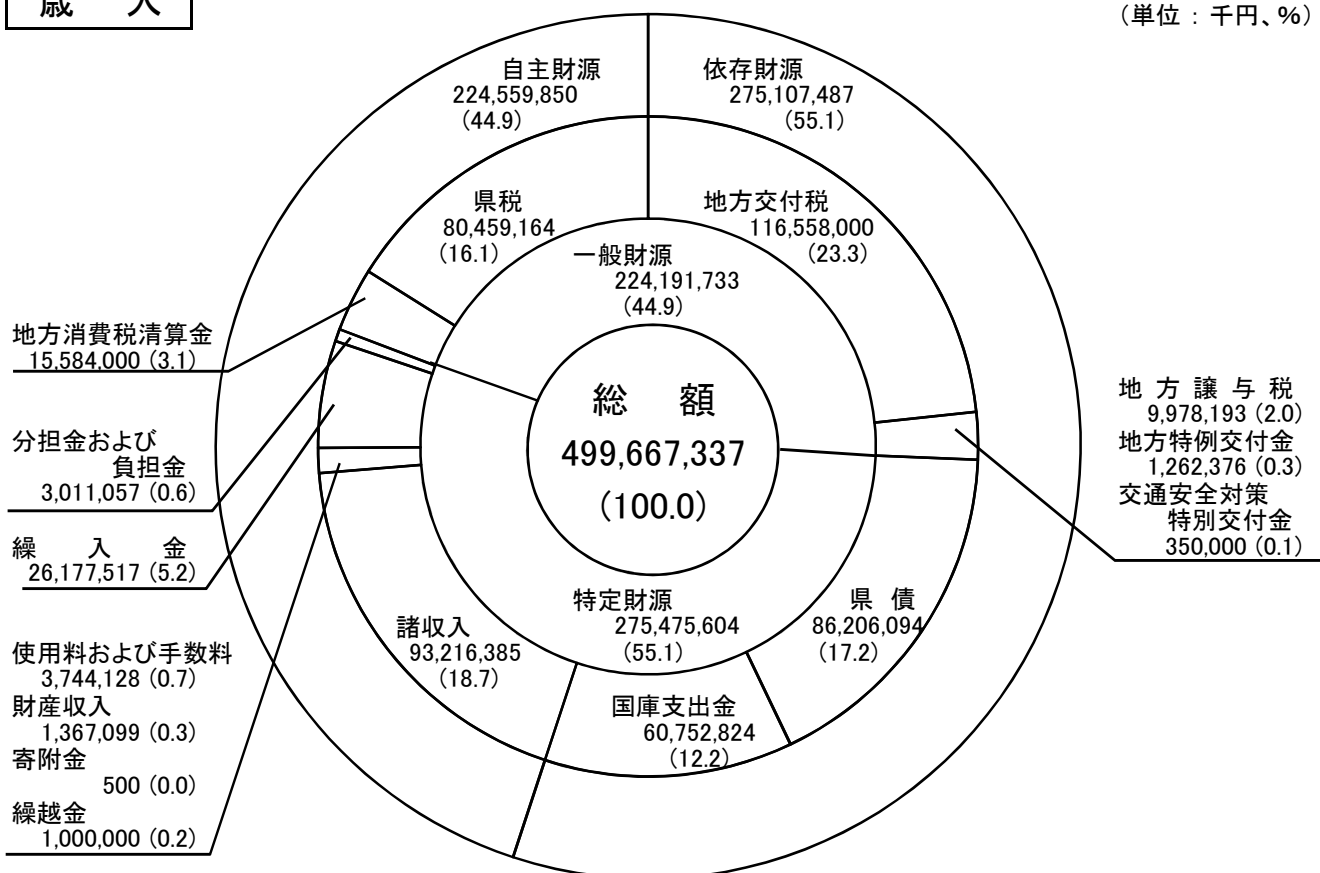 歳 入
(単位:千円、%)
自主財源
224,559,850
(44.9)
依存財源
275,107,487
(55.1)
県税
80,459,164
(16.1)
地方交付税
116,558,000
(23.3)
一般財源
224,191,733
(44.9)
地方消費税清算金
15,584,000 (3.1)
分担金および
負担金
3,011,057 (0.6)
繰 入 金
26,177,517 (5.2)
総 額
499,667,337
(100.0)
地 方 譲 与 税
9,978,193 (2.0)
地方特例交付金
1,262,376 (0.3)
交通安全対策
特別交付金
350,000 (0.1)
特定財源
275,475,604
(55.1)
県 債
86,206,094
(17.2)
諸収入
93,216,385
(18.7)
国庫支出金
60,752,824
(12.2)
使用料および手数料
3,744,128 (0.7)
財産収入
1,367,099 (0.3)
寄附金
500 (0.0)
繰越金
1,000,000 (0.2)